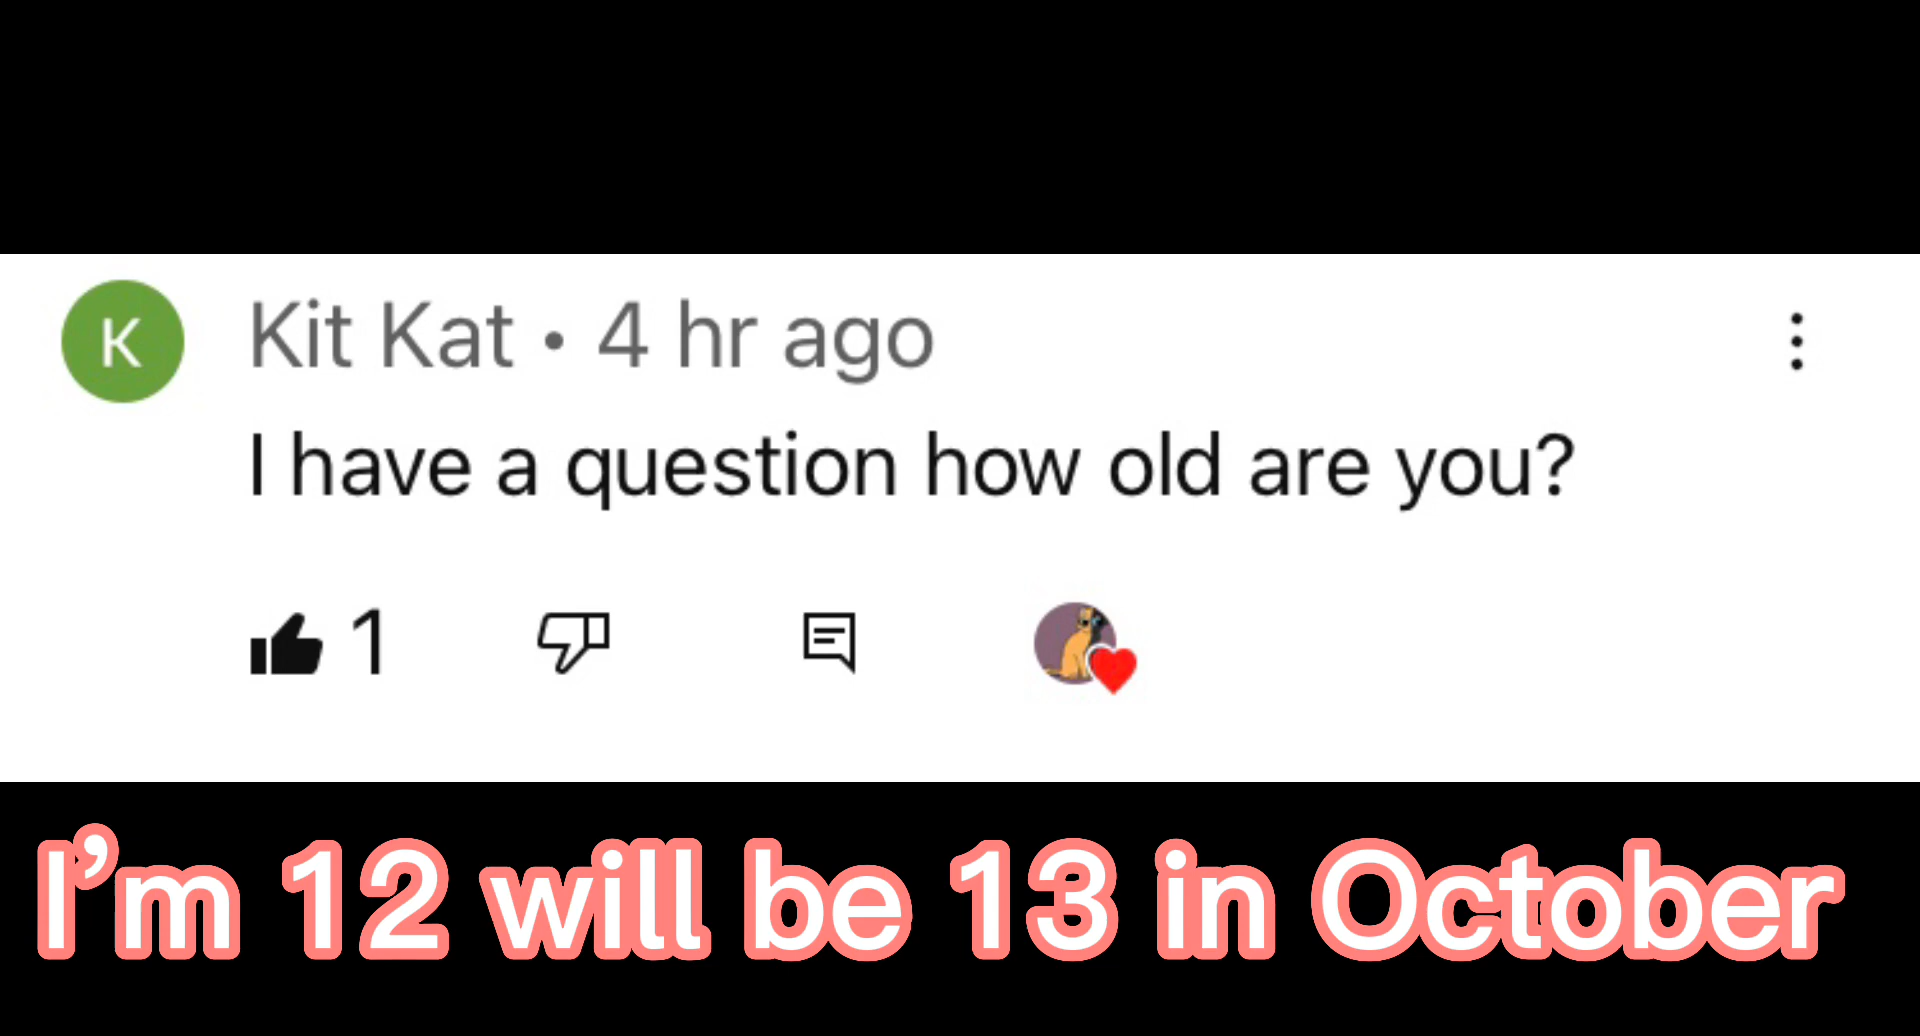 K
Kit Kat • 4 hr ago
I have a question how old are you?
1
I’m 12 will be 13 in October